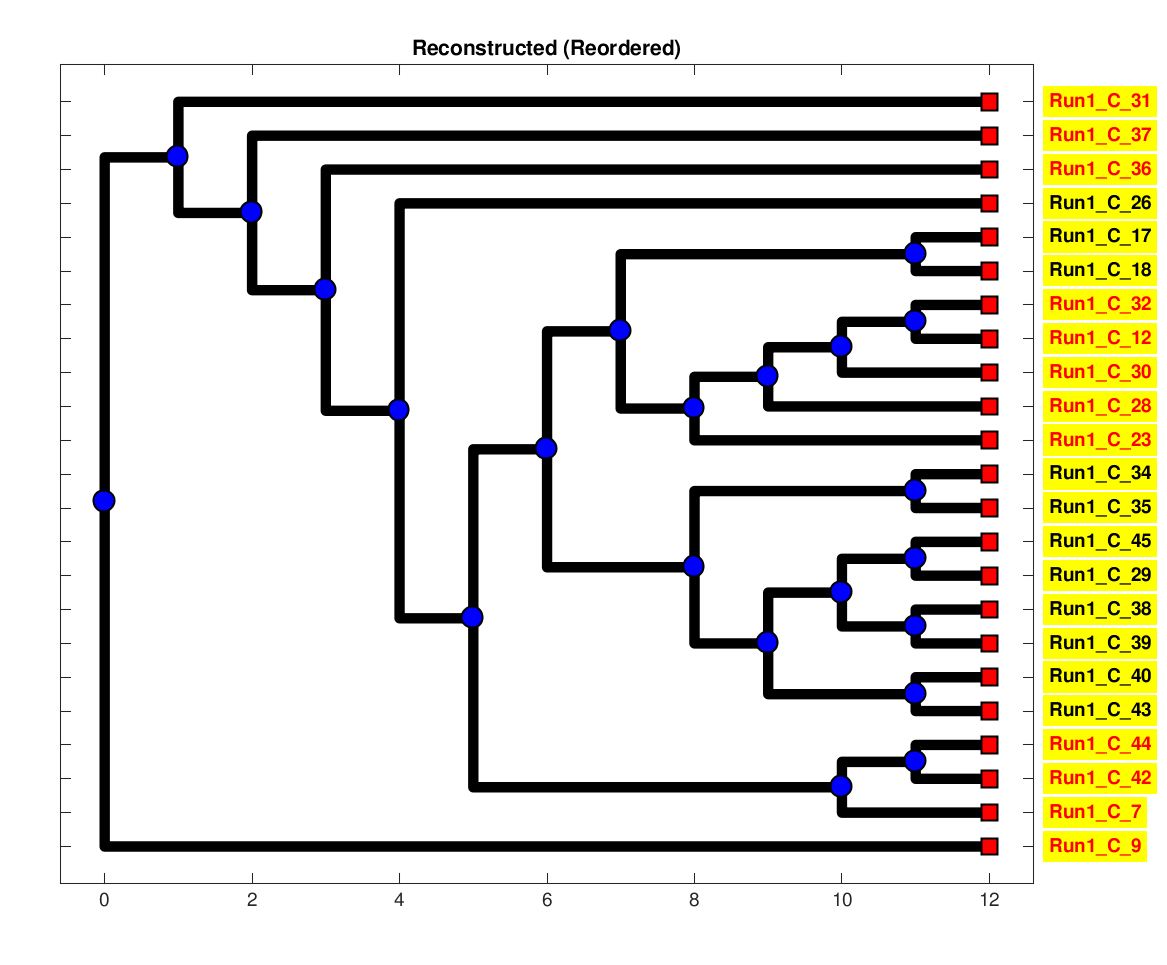 Reconstructed (Reordered)
Run1_C_31
Run1_C_37
Run1_C_36
Run1_C_26
Run1_C_17
Run1_C_18
Run1_C_32
Run1_C_12
Run1_C_30
Run1_C_28
Run1_C_23
Run1_C_34
Run1_C_35
Run1_C_45
Run1_C_29
Run1_C_38
Run1_C_39
Run1_C_40
Run1_C_43
Run1_C_44
Run1_C_42
Run1_C_7
Run1_C_9
0 2 4 6 8 10 12